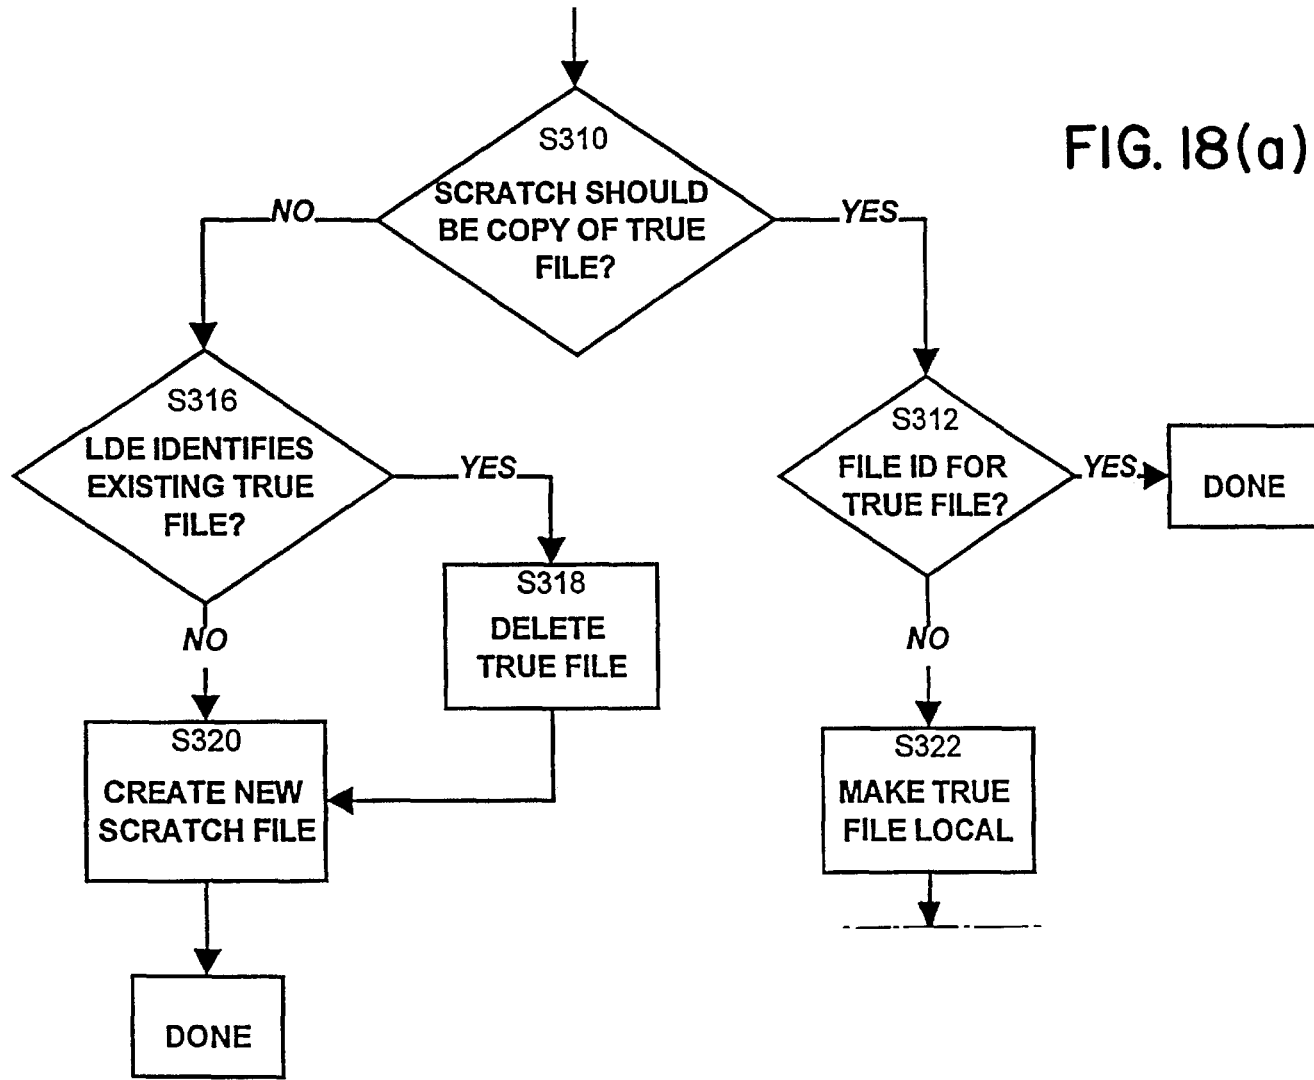 FIG. 18(a)
S310
SCRATCH SHOULD
BE COPY OF TRUE
FILE?
NO
YES
S316
LDE IDENTIFIES
EXISTING TRUE
FILE?
YES
NO
S318
DELETE
TRUE FILE
S320
CREATE NEW
SCRATCH FILE
DONE
S312
FILE ID FOR
TRUE FILE?
YES
DONE
NO
S322
MAKE TRUE
FILE LOCAL